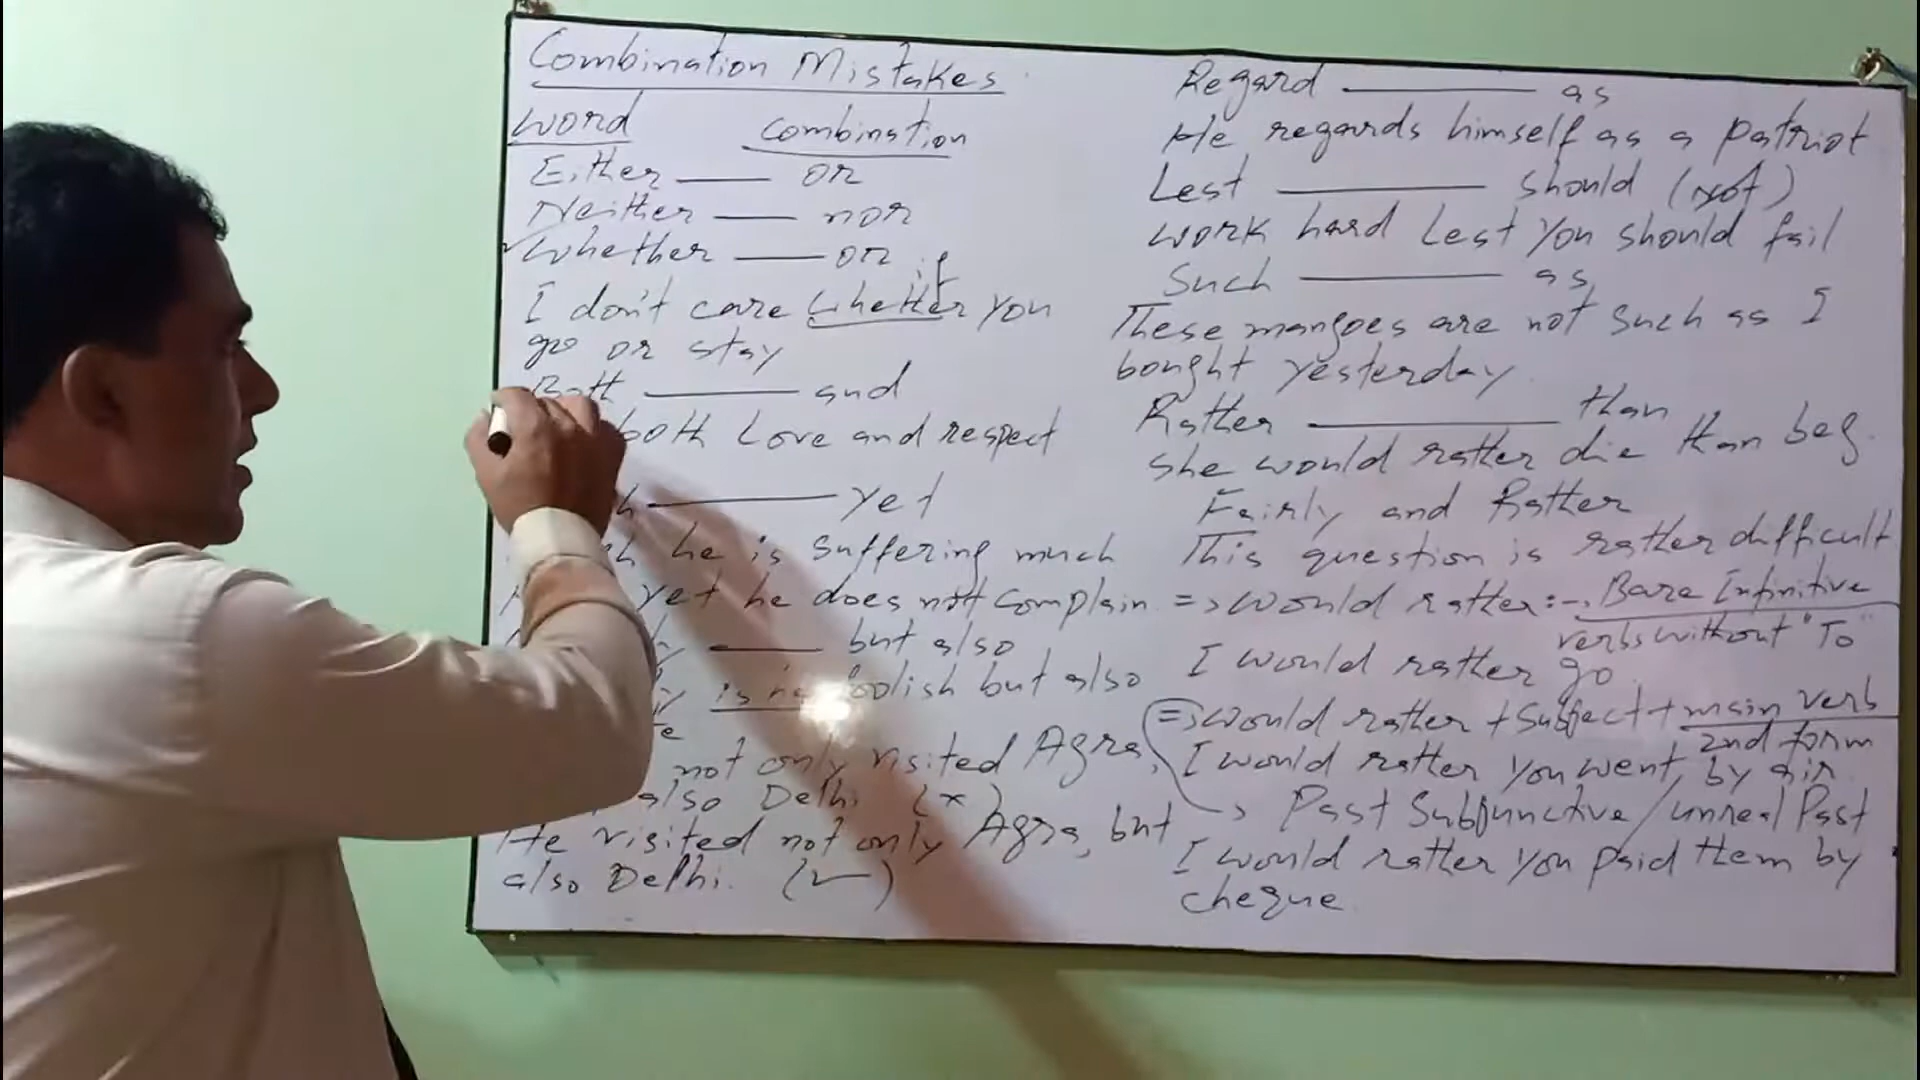 Combination Mistakes
Word Combination
Either — or
Neither — nor
Whether — or
if
I don't care whether you
go or stay
Both — and
both Love and respect
— yet
he is suffering much
yet he does not complain
— but also
is he foolish but also
not only visited Agra,
also Delhi (×)
He visited not only Agra, but
also Delhi. (✓)
Regard — as
He regards himself as a patriot
Lest — should (not)
Work hard Lest you should fail
Such — as
These mangoes are not such as I
bought yesterday.
Rather — than
She would rather die than beg.
Fairly and Rather
This question is rather difficult
=> would rather :-> Bare Infinitive
verbs without "To"
I would rather go
=> would rather + subject + main verb
2nd form
I would rather you went by air.
→ Past Subjunctive / unreal Past
I would rather you paid them by
cheque.